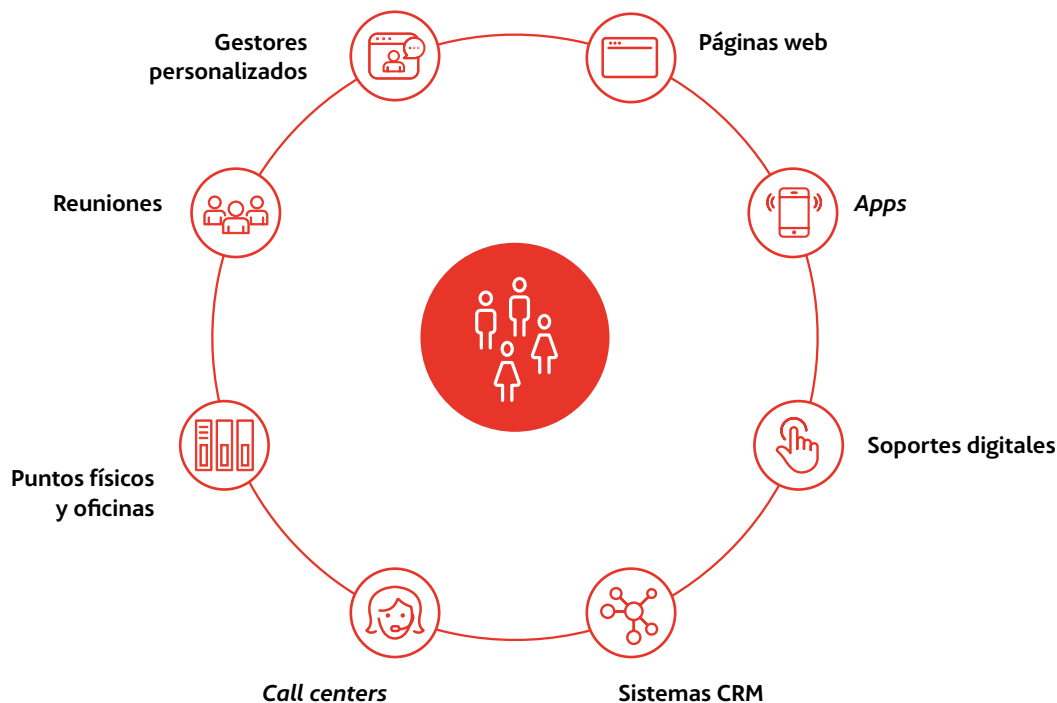 Gestores
personalizados
Páginas web
Reuniones
Apps
Puntos físicos
y oficinas
Soportes digitales
Call centers
Sistemas CRM